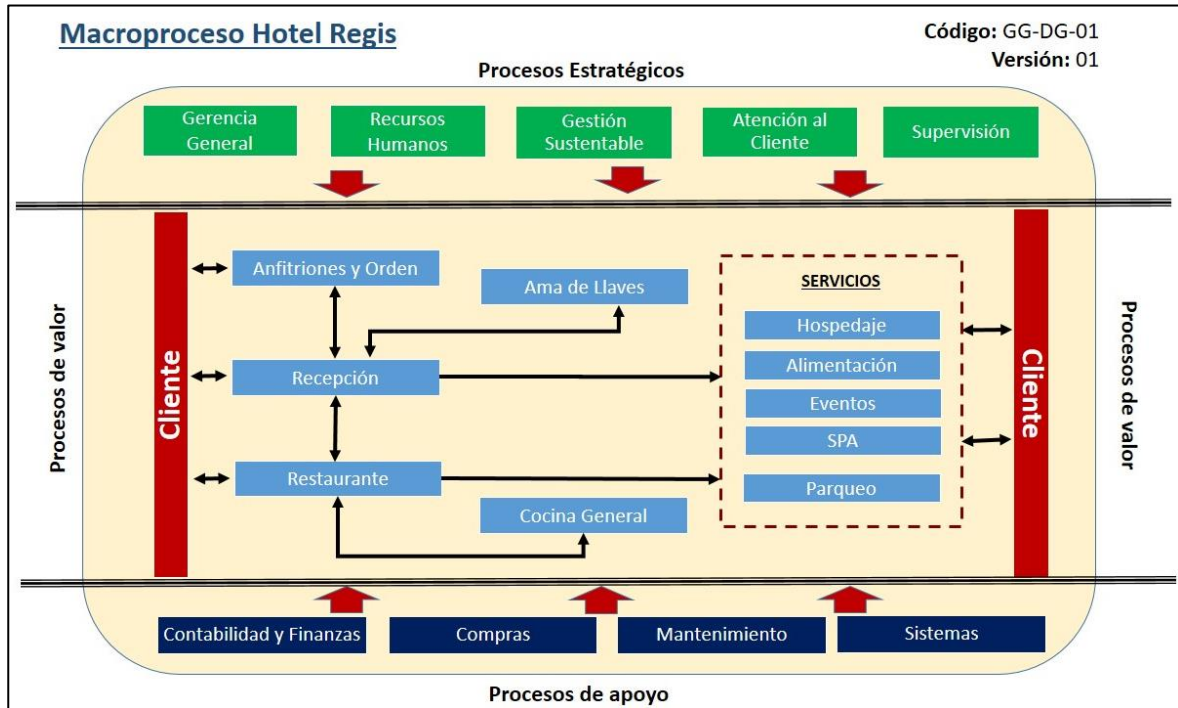 Macroproceso Hotel Regis
Código: GG-DG-01
Versión: 01
Procesos Estratégicos
Gerencia
General
Recursos
Humanos
Gestión
Sustentable
Atención al
Cliente
Supervisión
Procesos de valor
Cliente
Anfitriones y Orden
Ama de Llaves
Recepción
Restaurante
Cocina General
SERVICIOS
Hospedaje
Alimentación
Eventos
SPA
Parqueo
Cliente
Procesos de valor
Contabilidad y Finanzas
Compras
Mantenimiento
Sistemas
Procesos de apoyo